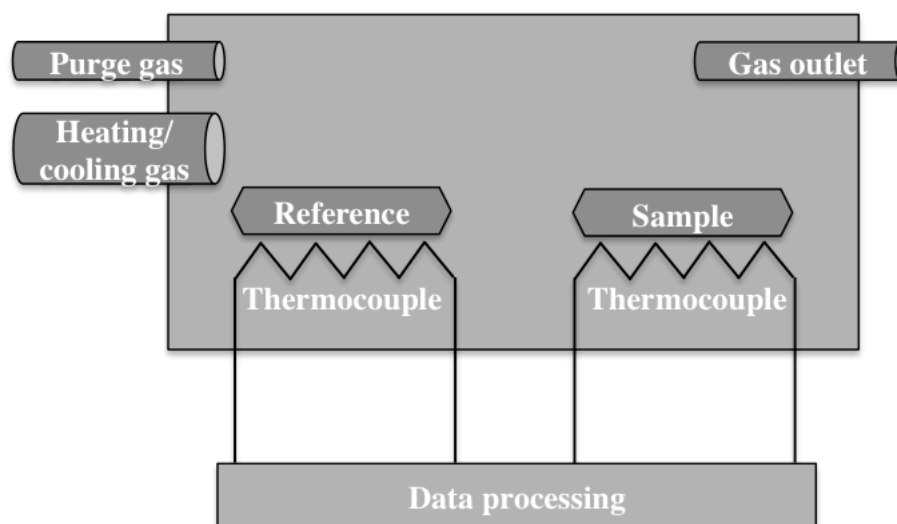 Purge gas
Gas outlet
Heating/
cooling gas
Reference
Sample
Thermocouple
Thermocouple
Data processing